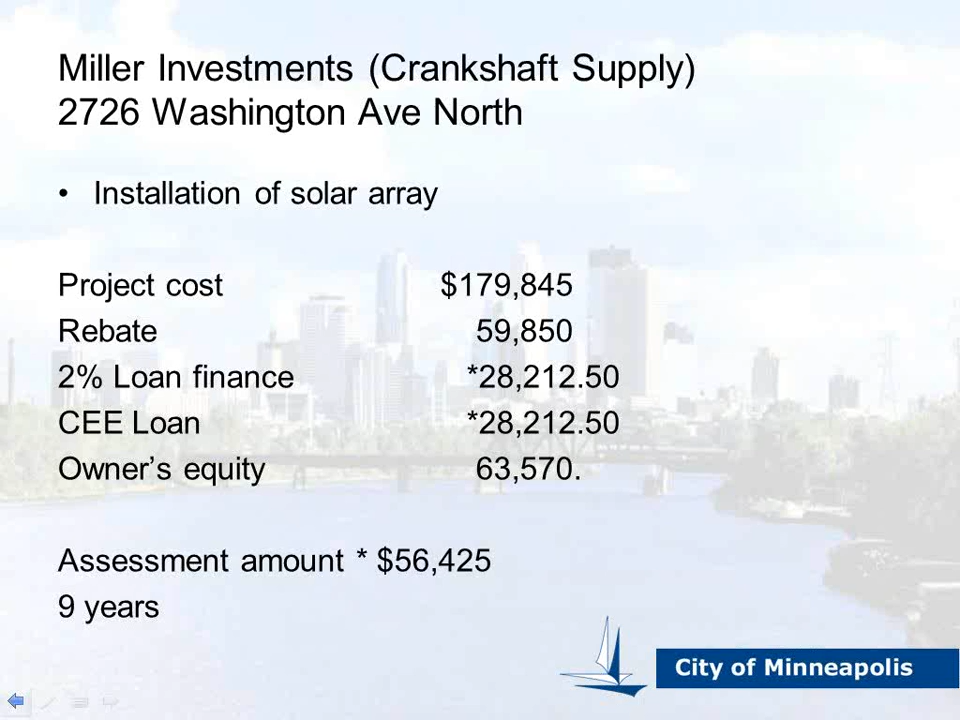 Miller Investments (Crankshaft Supply)
2726 Washington Ave North
• Installation of solar array
Project cost $179,845
Rebate 59,850
2% Loan finance *28,212.50
CEE Loan *28,212.50
Owner’s equity 63,570.
Assessment amount * $56,425
9 years
City of Minneapolis